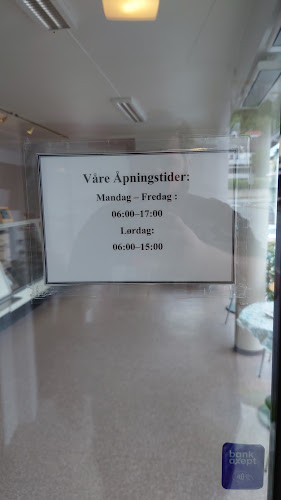 Våre Åpningstider:
Mandag – Fredag :
06:00–17:00
Lørdag:
06:00–15:00
bank
axept